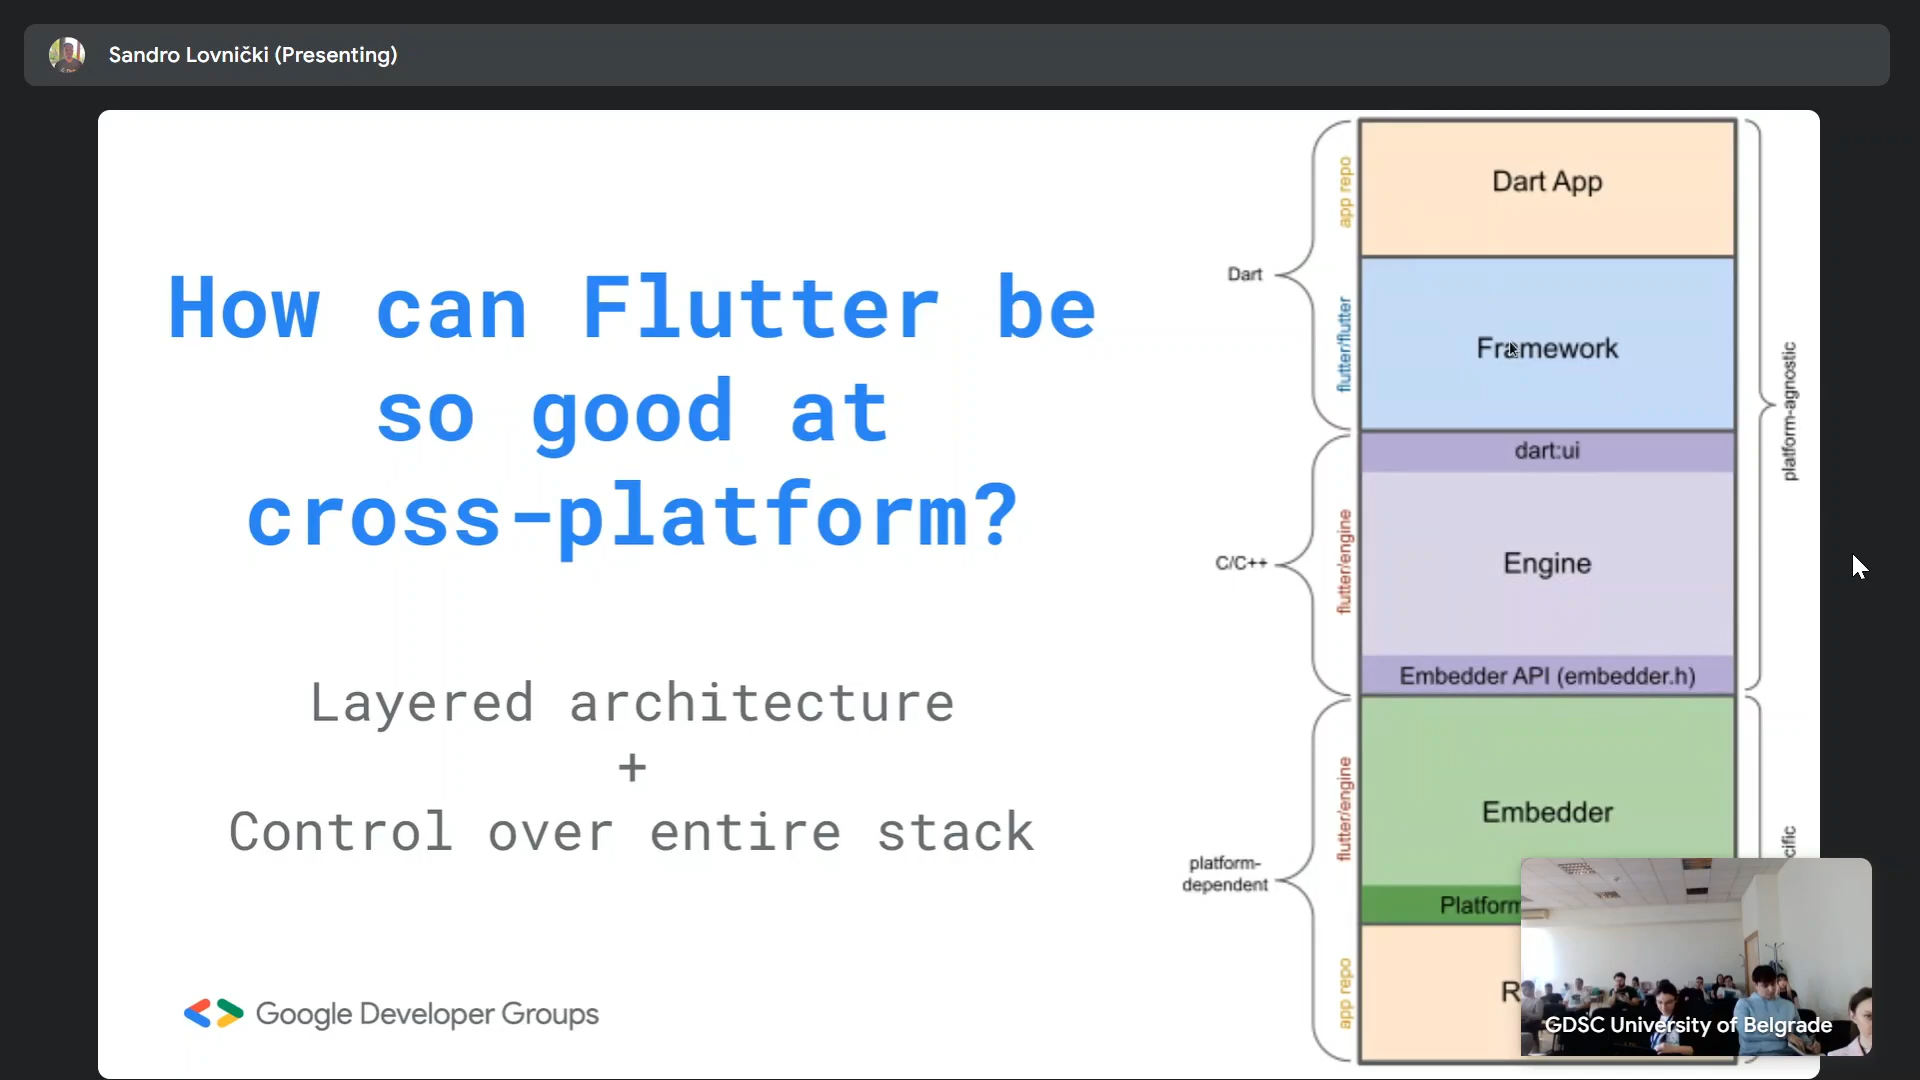 Sandro Lovnički (Presenting)
How can Flutter be
so good at
cross-platform?
Layered architecture
+
Control over entire stack
Google Developer Groups
Dart
C/C++
platform-
dependent
app repo
flutter/flutter
flutter/engine
flutter/engine
app repo
Dart App
Framework
dart:ui
Engine
Embedder API (embedder.h)
Embedder
Platform
R
platform-agnostic
cific
GDSC University of Belgrade